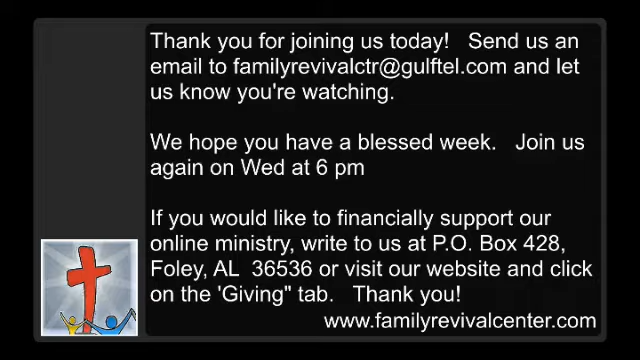 Thank you for joining us today!   Send us an
email to familyrevivalctr@gulftel.com and let
us know you're watching.
We hope you have a blessed week.   Join us
again on Wed at 6 pm
If you would like to financially support our
online ministry, write to us at P.O. Box 428,
Foley, AL  36536 or visit our website and click
on the 'Giving" tab.   Thank you!
www.familyrevivalcenter.com